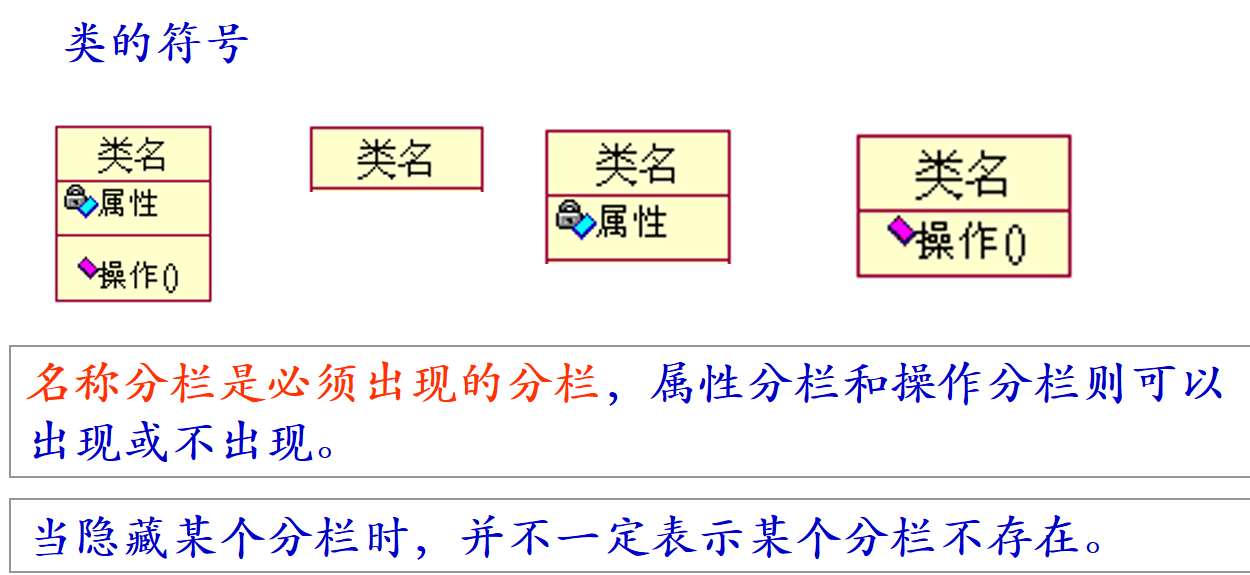 类的符号
类名
属性
操作()
类名
类名
属性
类名
操作()
名称分栏是必须出现的分栏，属性分栏和操作分栏则可以
出现或不出现。
当隐藏某个分栏时，并不一定表示某个分栏不存在。